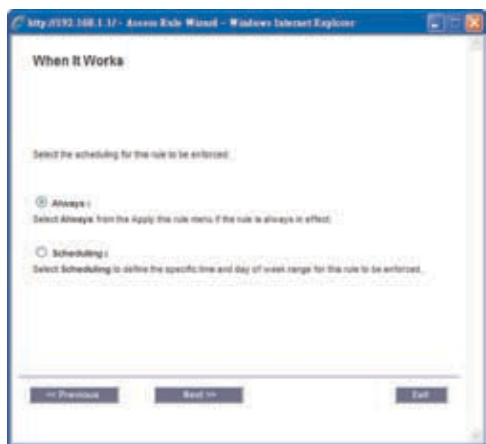 http://192.168.1.1/ - Access Rule Wizard - Windows Internet Explorer
When It Works
Select the scheduling for this rule to be enforced.
Always :
Select Always from the Apply this rule menu if the rule is always in effect.
Scheduling :
Select Scheduling to define the specific time and day of week range for this rule to be enforced.
<< Previous
Next >>
Exit